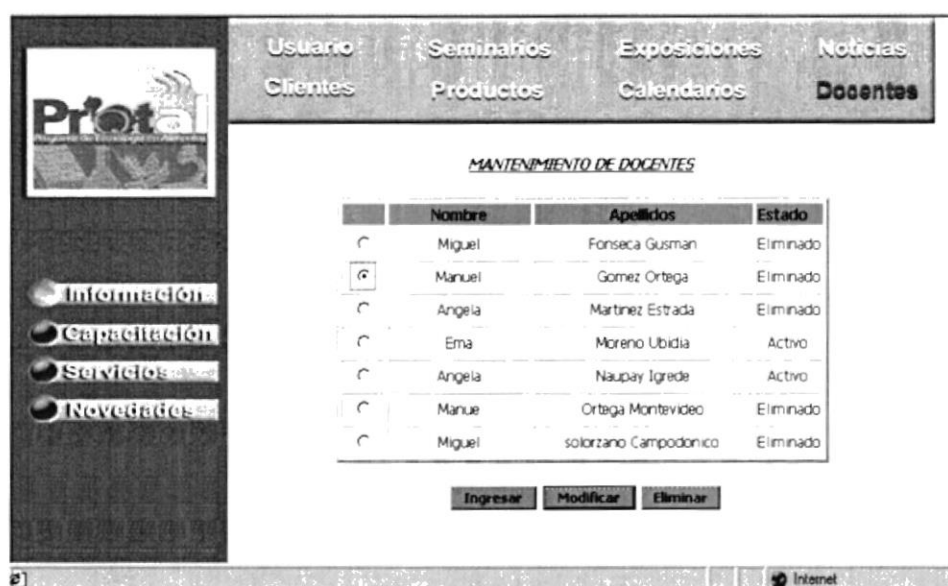 Usuario Seminarios Exposiciones Noticias
Clientes Productos Calendarios Docentes
MANTENIMIENTO DE DOCENTES
Nombre Apellidos Estado
Miguel Fonseca Gusman Eliminado
Manuel Gomez Ortega Eliminado
Angela Martinez Estrada Eliminado
Ema Moreno Ubidia Activo
Angela Naupay Igrede Activo
Manue Ortega Montevideo Eliminado
Miguel solorzano Campodonico Eliminado
Ingresar Modificar Eliminar
Información
Capacitación
Servicios
Novedades
Internet